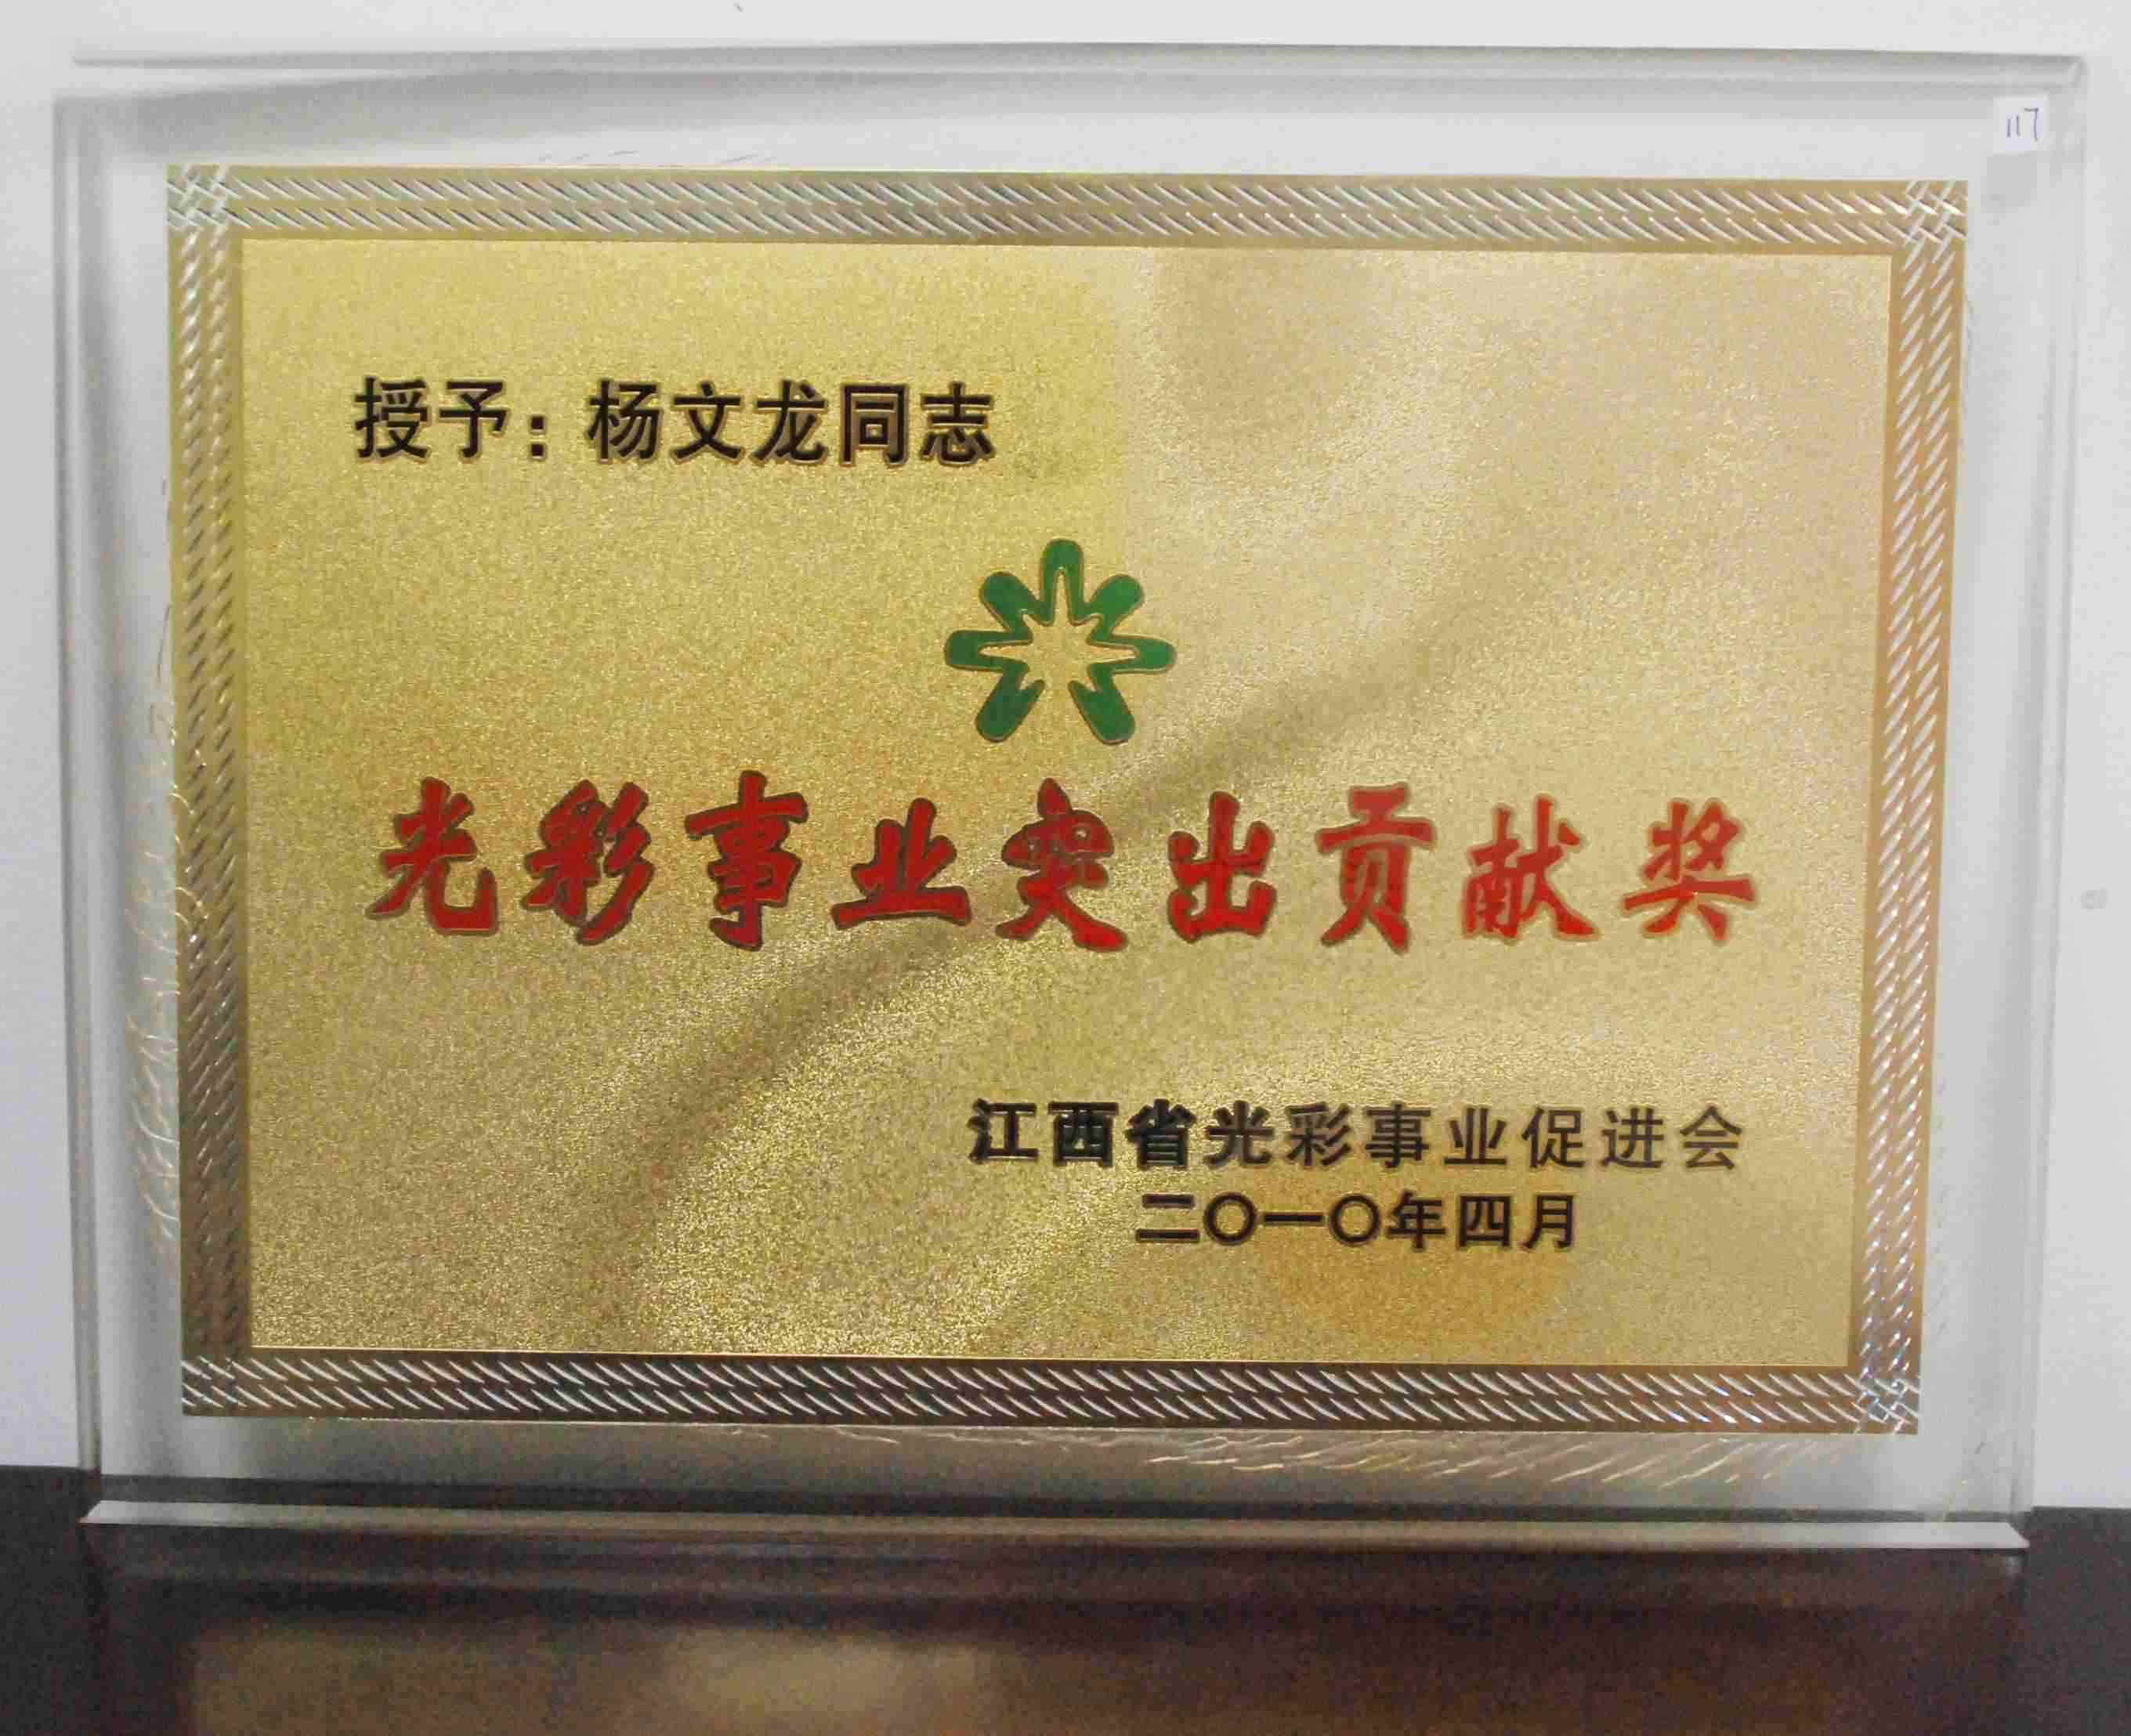 117
授予：杨文龙同志
光彩事业突出贡献奖
江西省光彩事业促进会
二〇一〇年四月